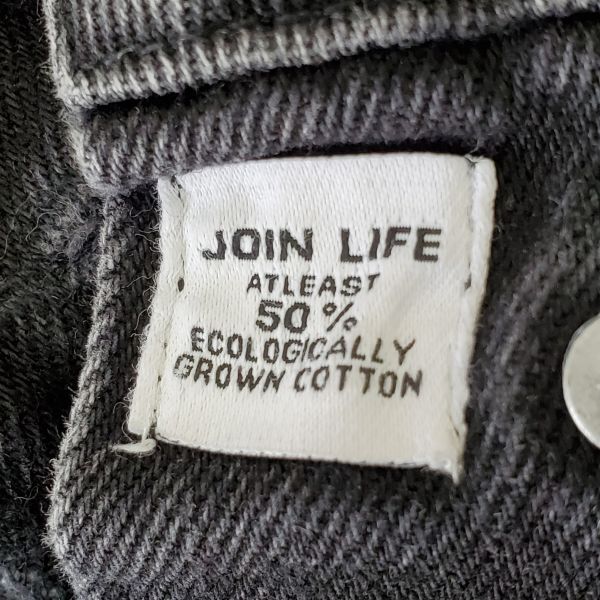 JOIN LIFE
ATLEAST
50%
ECOLOGICALLY
GROWN COTTON